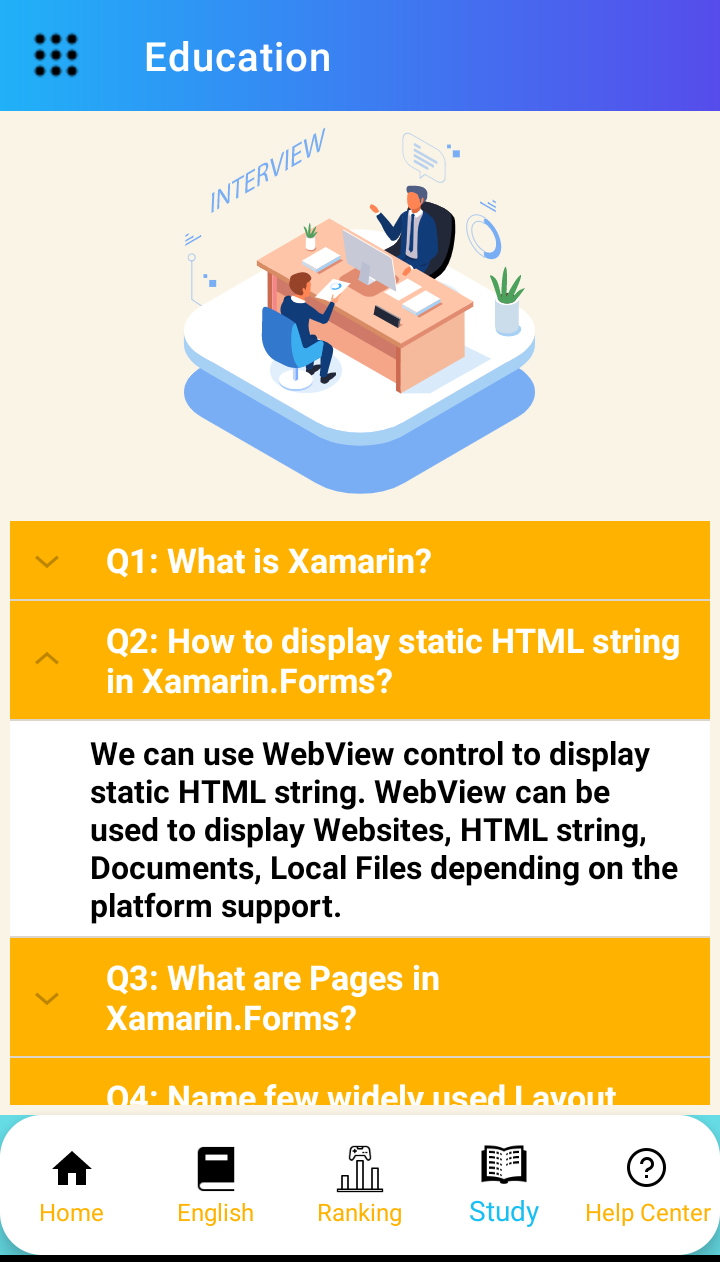 Education
INTERVIEW
Q1: What is Xamarin?
Q2: How to display static HTML string
in Xamarin.Forms?
We can use WebView control to display
static HTML string. WebView can be
used to display Websites, HTML string,
Documents, Local Files depending on the
platform support.
Q3: What are Pages in
Xamarin.Forms?
Q4: Name few widely used Layout
Home English Ranking Study Help Center